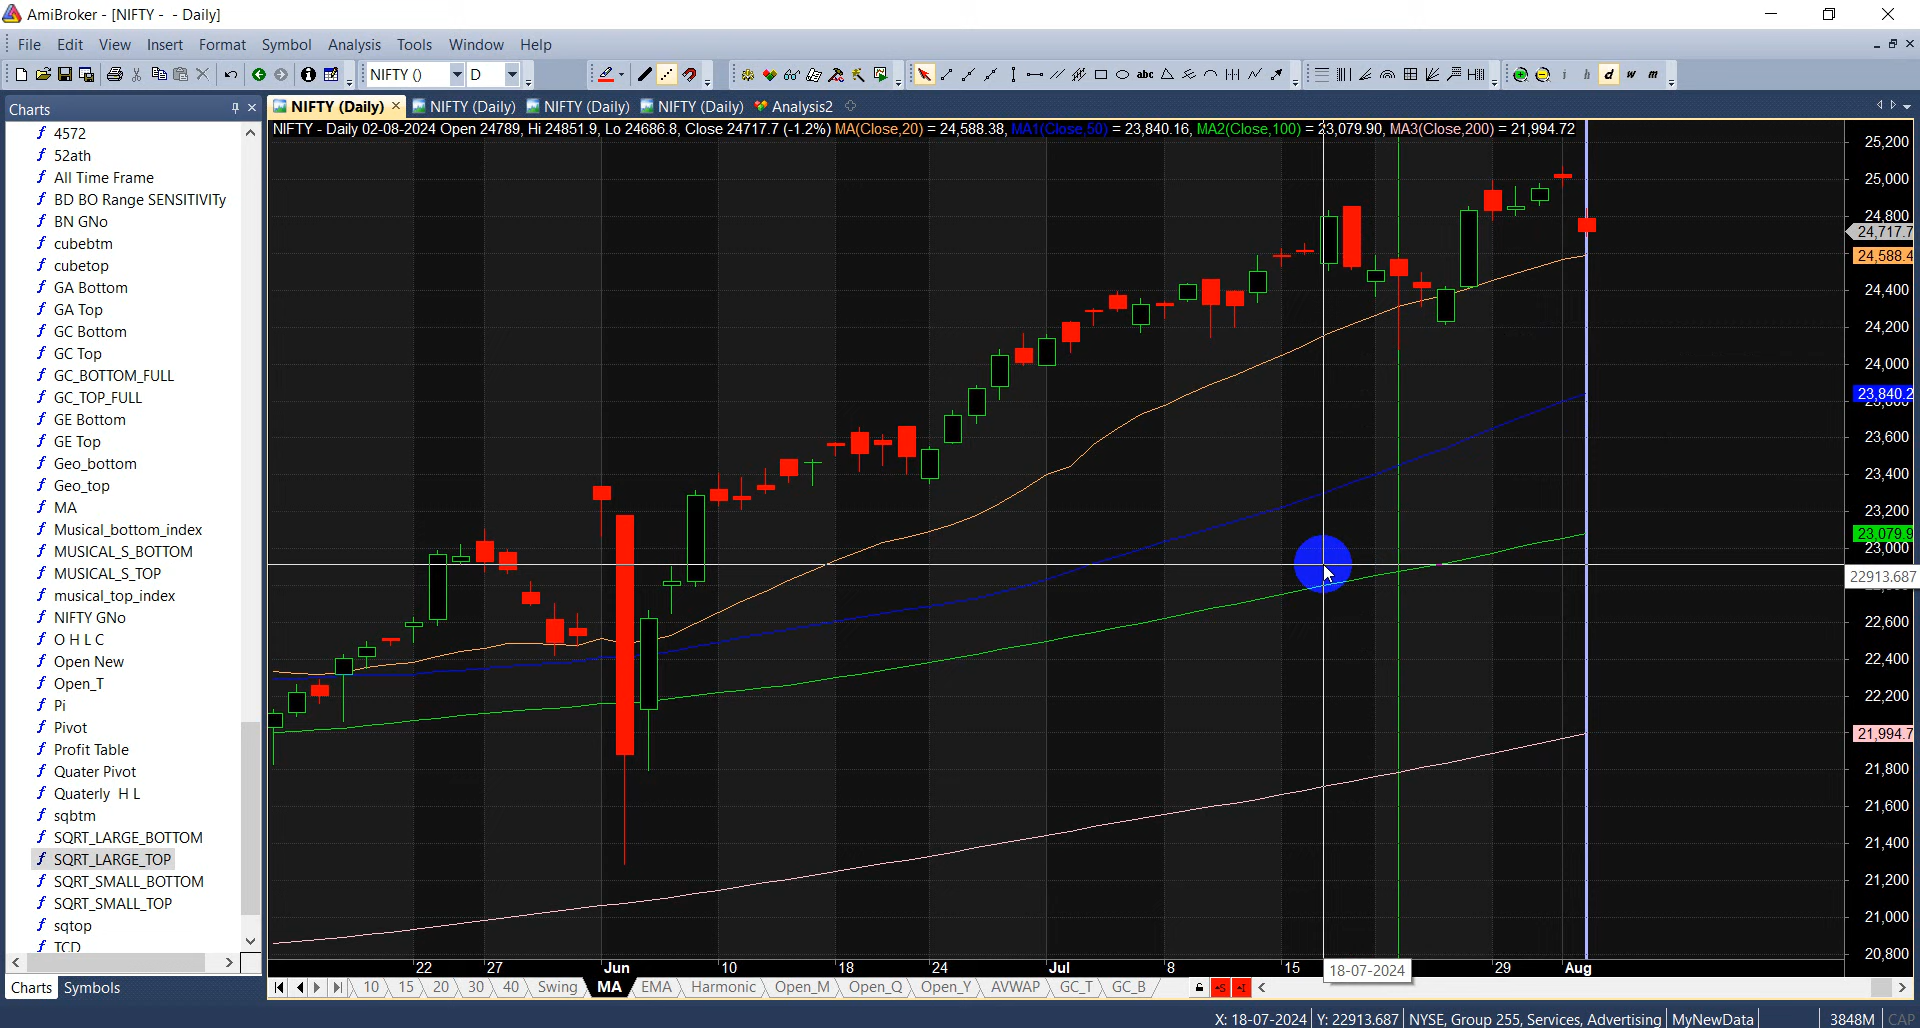 AmiBroker - [NIFTY -  - Daily]
File Edit View Insert Format Symbol Analysis Tools Window Help
NIFTY () D
abc
i h d w m
Charts
NIFTY (Daily) NIFTY (Daily) NIFTY (Daily) NIFTY (Daily) Analysis2
NIFTY - Daily 02-08-2024 Open 24789, Hi 24851.9, Lo 24686.8, Close 24717.7 (-1.2%) MA(Close,20) = 24,588.38, MA1(Close,50) = 23,840.16, MA2(Close,100) = 23,079.90, MA3(Close,200) = 21,994.72
4572
52ath
All Time Frame
BD BO Range SENSITIVITy
BN GNo
cubebtm
cubetop
GA Bottom
GA Top
GC Bottom
GC Top
GC_BOTTOM_FULL
GC_TOP_FULL
GE Bottom
GE Top
Geo_bottom
Geo_top
MA
Musical_bottom_index
MUSICAL_S_BOTTOM
MUSICAL_S_TOP
musical_top_index
NIFTY GNo
O H L C
Open New
Open_T
Pi
Pivot
Profit Table
Quater Pivot
Quaterly H L
sqbtm
SQRT_LARGE_BOTTOM
SQRT_LARGE_TOP
SQRT_SMALL_BOTTOM
SQRT_SMALL_TOP
sqtop
TCD
Charts Symbols
25,200
25,000
24,800
24,717.7
24,588.4
24,400
24,200
24,000
23,840.2
23,600
23,400
23,200
23,079.9
23,000
22913.687
22,600
22,400
22,200
21,994.7
21,800
21,600
21,400
21,200
21,000
20,800
22 27 Jun 10 18 24 Jul 8 15 18-07-2024 29 Aug
10 15 20 30 40 Swing MA EMA Harmonic Open_M Open_Q Open_Y AVWAP GC_T GC_B
X: 18-07-2024 Y: 22913.687 NYSE, Group 255, Services, Advertising MyNewData 3848M CAP